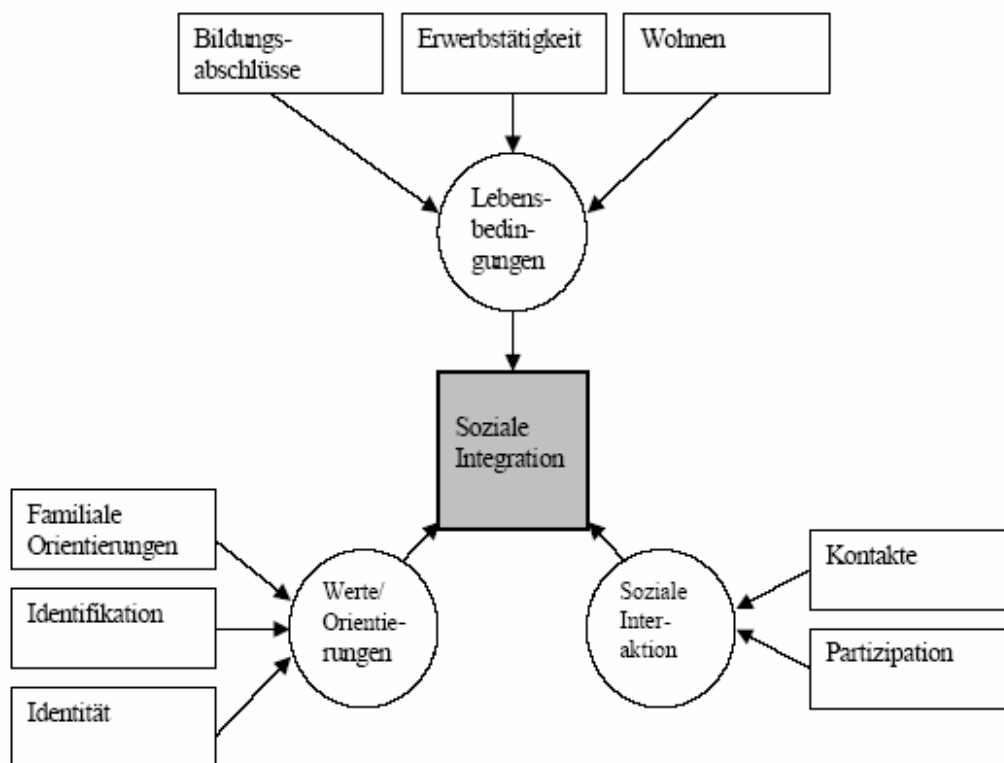 Bildungs-
abschlüsse
Erwerbstätigkeit
Wohnen
Lebens-
bedin-
gungen
Soziale
Integration
Familiale
Orientierungen
Identifikation
Identität
Werte/
Orientie-
rungen
Soziale
Inter-
aktion
Kontakte
Partizipation